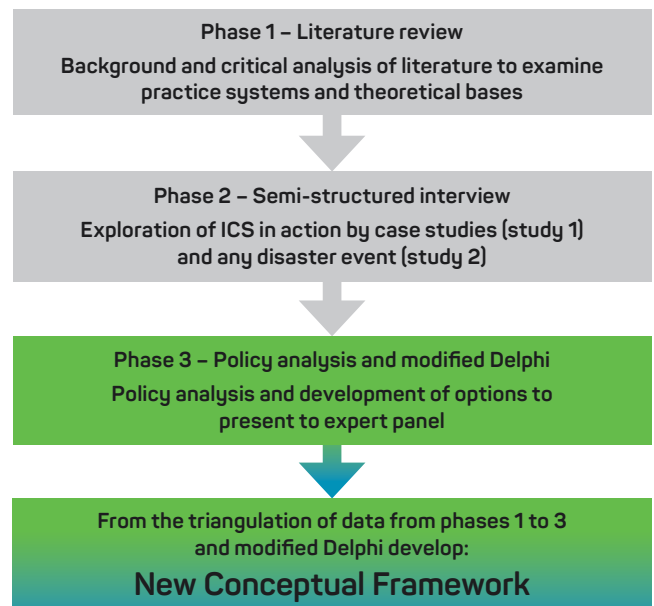 Phase 1 – Literature review
Background and critical analysis of literature to examine
practice systems and theoretical bases
Phase 2 – Semi-structured interview
Exploration of ICS in action by case studies (study 1)
and any disaster event (study 2)
Phase 3 – Policy analysis and modified Delphi
Policy analysis and development of options to
present to expert panel
From the triangulation of data from phases 1 to 3
and modified Delphi develop:
New Conceptual Framework